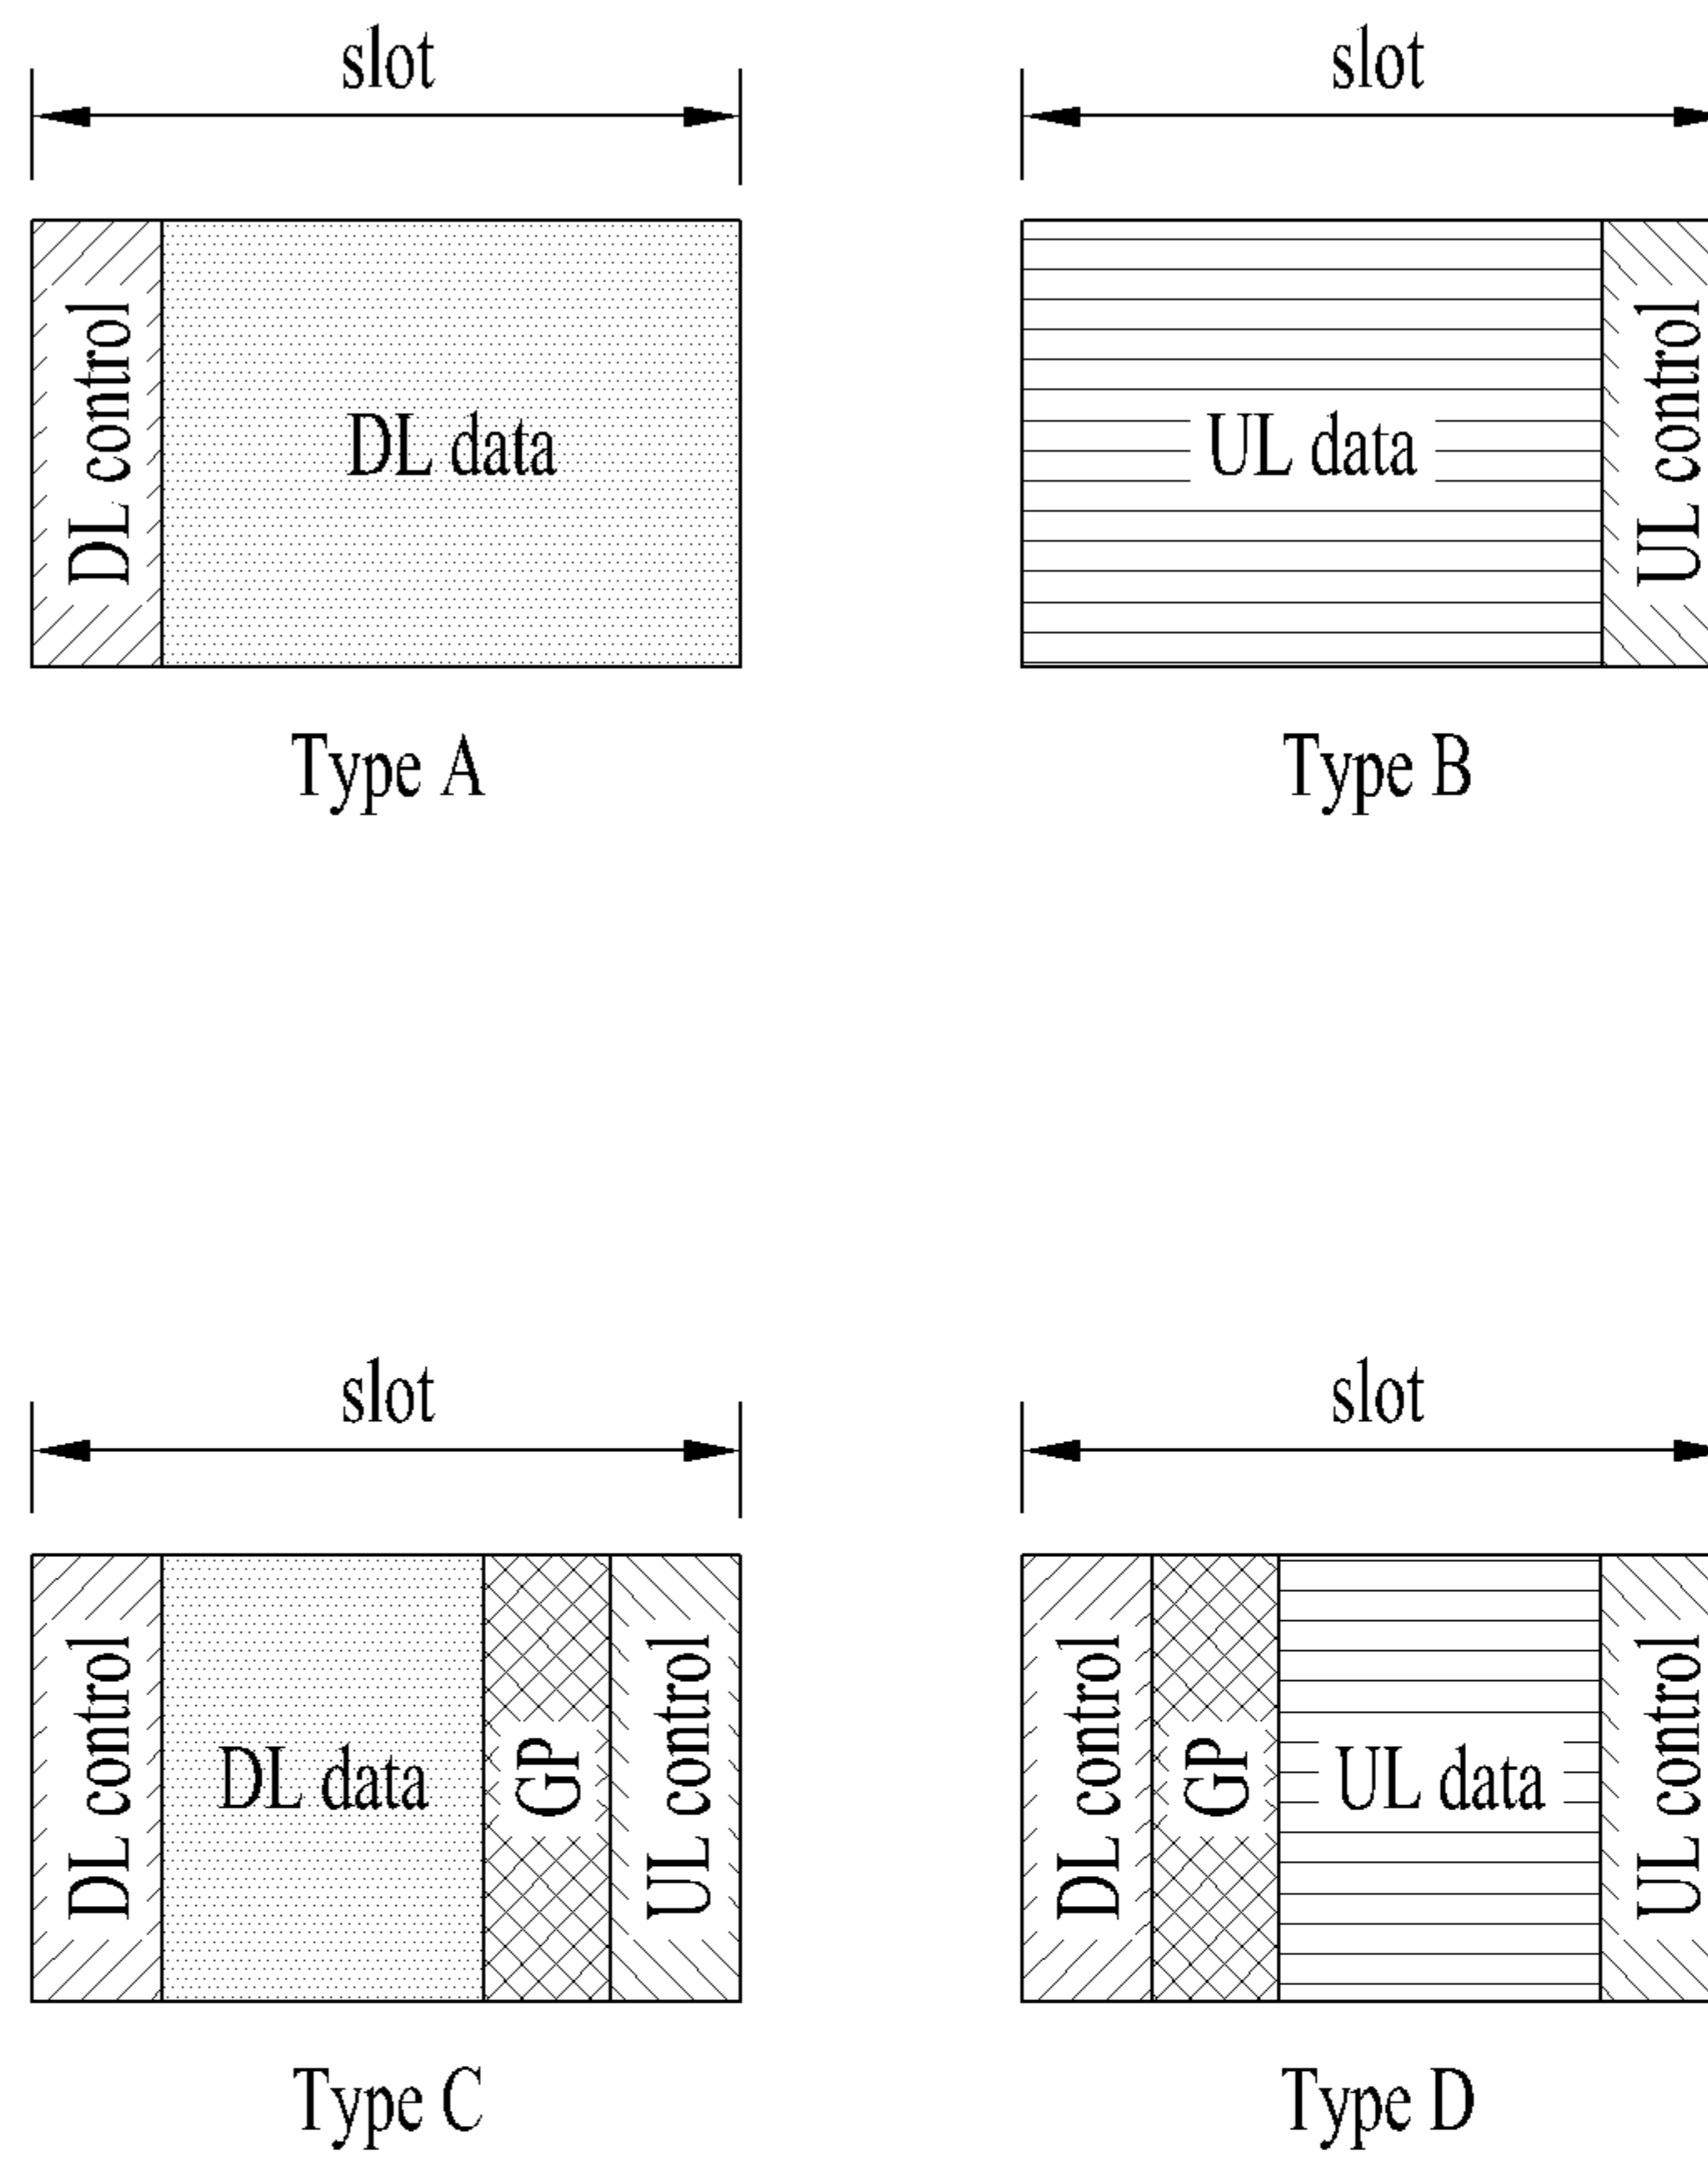 slot
DL control
DL data
Type A
slot
UL data
UL control
Type B
slot
DL control
DL data
GP
UL control
Type C
slot
DL control
GP
UL data
UL control
Type D